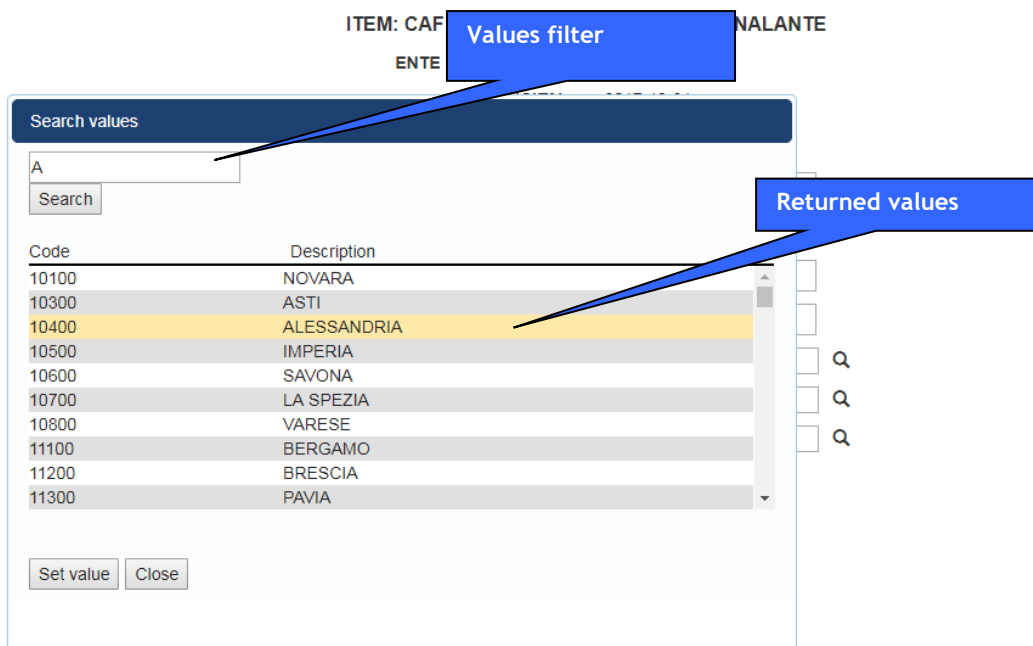 ITEM: CAF
NALANTE
Values filter
ENTE
Search values
A
Search
Returned values
Code Description
10100 NOVARA
10300 ASTI
10400 ALESSANDRIA
10500 IMPERIA
10600 SAVONA
10700 LA SPEZIA
10800 VARESE
11100 BERGAMO
11200 BRESCIA
11300 PAVIA
Set value Close